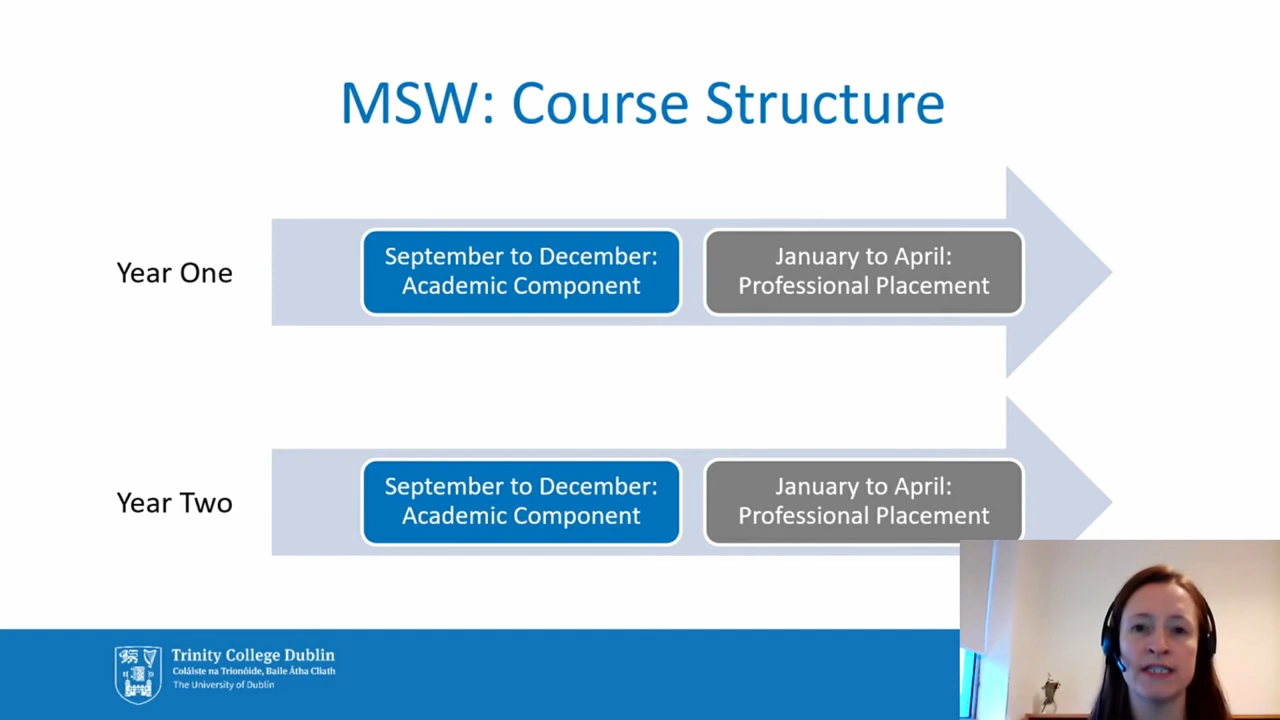 MSW: Course Structure
Year One
September to December:
Academic Component
January to April:
Professional Placement
Year Two
September to December:
Academic Component
January to April:
Professional Placement
Trinity College Dublin
Coláiste na Tríonóide, Baile Átha Cliath
The University of Dublin